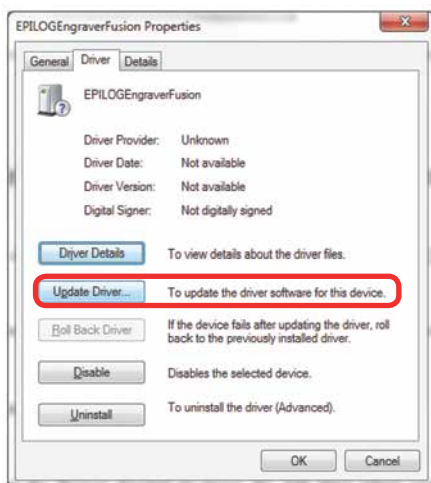 EPILOGEngraverFusion Properties
General Driver Details
EPILOGEngraverFusion
Driver Provider: Unknown
Driver Date: Not available
Driver Version: Not available
Digital Signer: Not digitally signed
Driver Details To view details about the driver files.
Update Driver... To update the driver software for this device.
Roll Back Driver If the device fails after updating the driver, roll
back to the previously installed driver.
Disable Disables the selected device.
Uninstall To uninstall the driver (Advanced).
OK Cancel